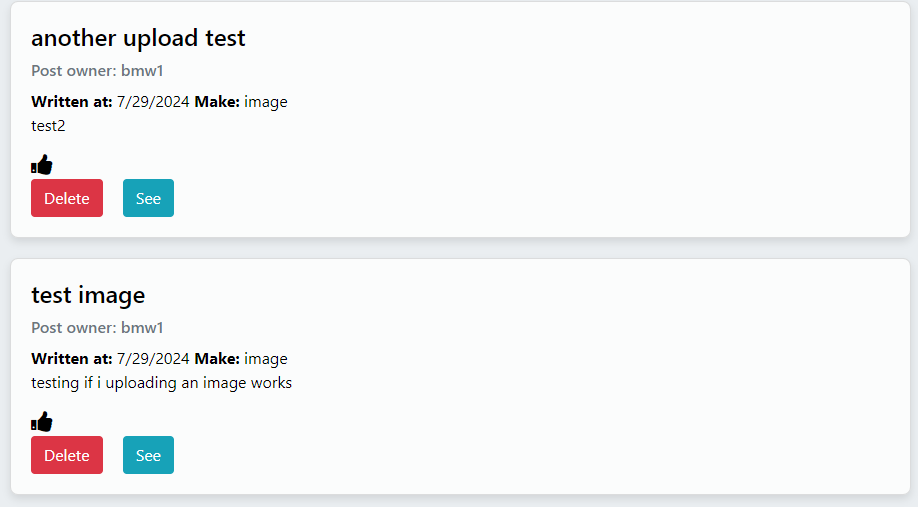 another upload test
Post owner: bmw1
Written at: 7/29/2024 Make: image
test2
Delete See
test image
Post owner: bmw1
Written at: 7/29/2024 Make: image
testing if i uploading an image works
Delete See